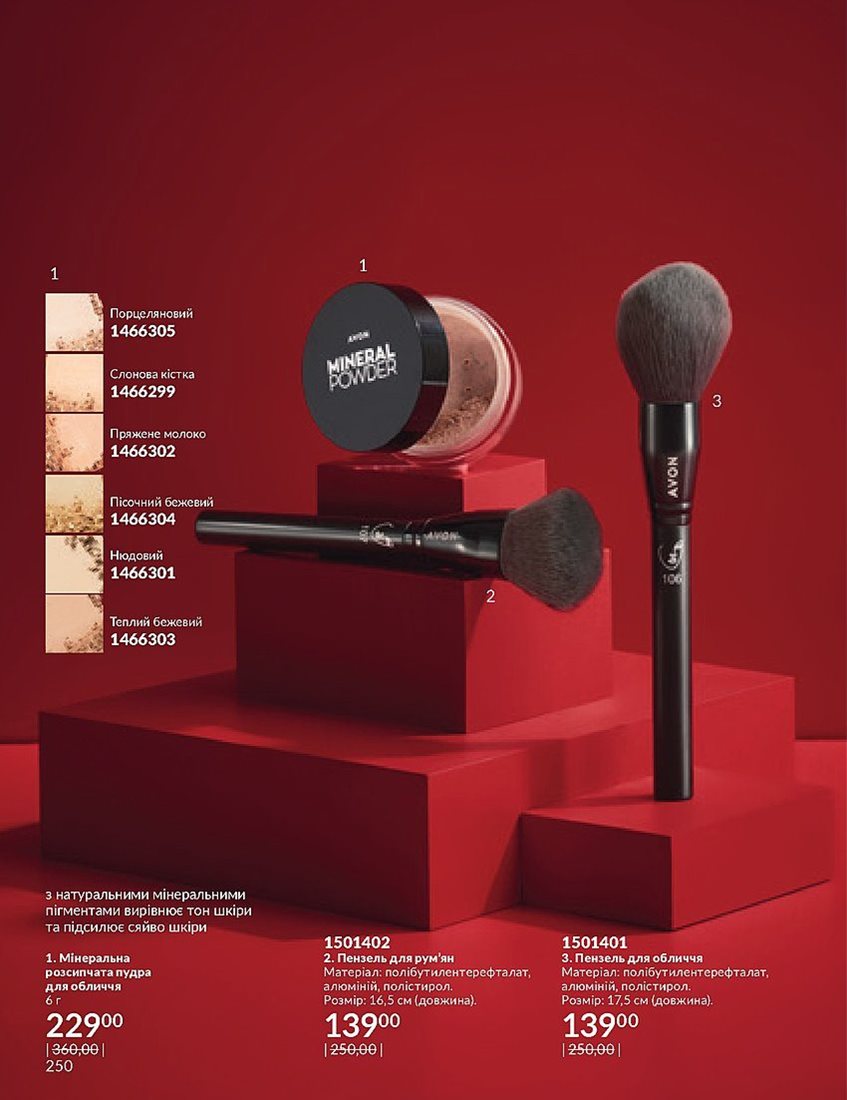 1
Порцеляновий
1466305
Слонова кістка
1466299
Пряжене молоко
1466302
Пісочний бежевий
1466304
Нюдовий
1466301
Теплий бежевий
1466303
1
AVON
MINERAL
POWDER
AVON
2
3
AVON
106
з натуральними мінеральними
пігментами вирівнює тон шкіри
та підсилює сяйво шкіри
1. Мінеральна
розсипчата пудра
для обличчя
6 г
229⁰⁰
|360,00|
250
1501402
2. Пензель для рум'ян
Матеріал: полібутилентерефталат,
алюміній, полістирол.
Розмір: 16,5 см (довжина).
139⁰⁰
|250,00|
1501401
3. Пензель для обличчя
Матеріал: полібутилентерефталат,
алюміній, полістирол.
Розмір: 17,5 см (довжина).
139⁰⁰
|250,00|